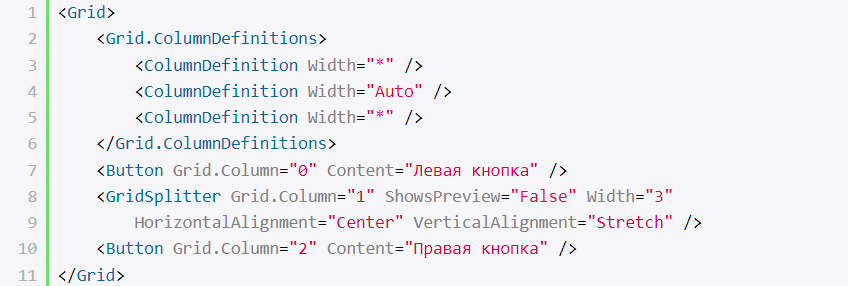 1 <Grid>
2 <Grid.ColumnDefinitions>
3 <ColumnDefinition Width="*" />
4 <ColumnDefinition Width="Auto" />
5 <ColumnDefinition Width="*" />
6 </Grid.ColumnDefinitions>
7 <Button Grid.Column="0" Content="Левая кнопка" />
8 <GridSplitter Grid.Column="1" ShowsPreview="False" Width="3"
9 HorizontalAlignment="Center" VerticalAlignment="Stretch" />
10 <Button Grid.Column="2" Content="Правая кнопка" />
11 </Grid>